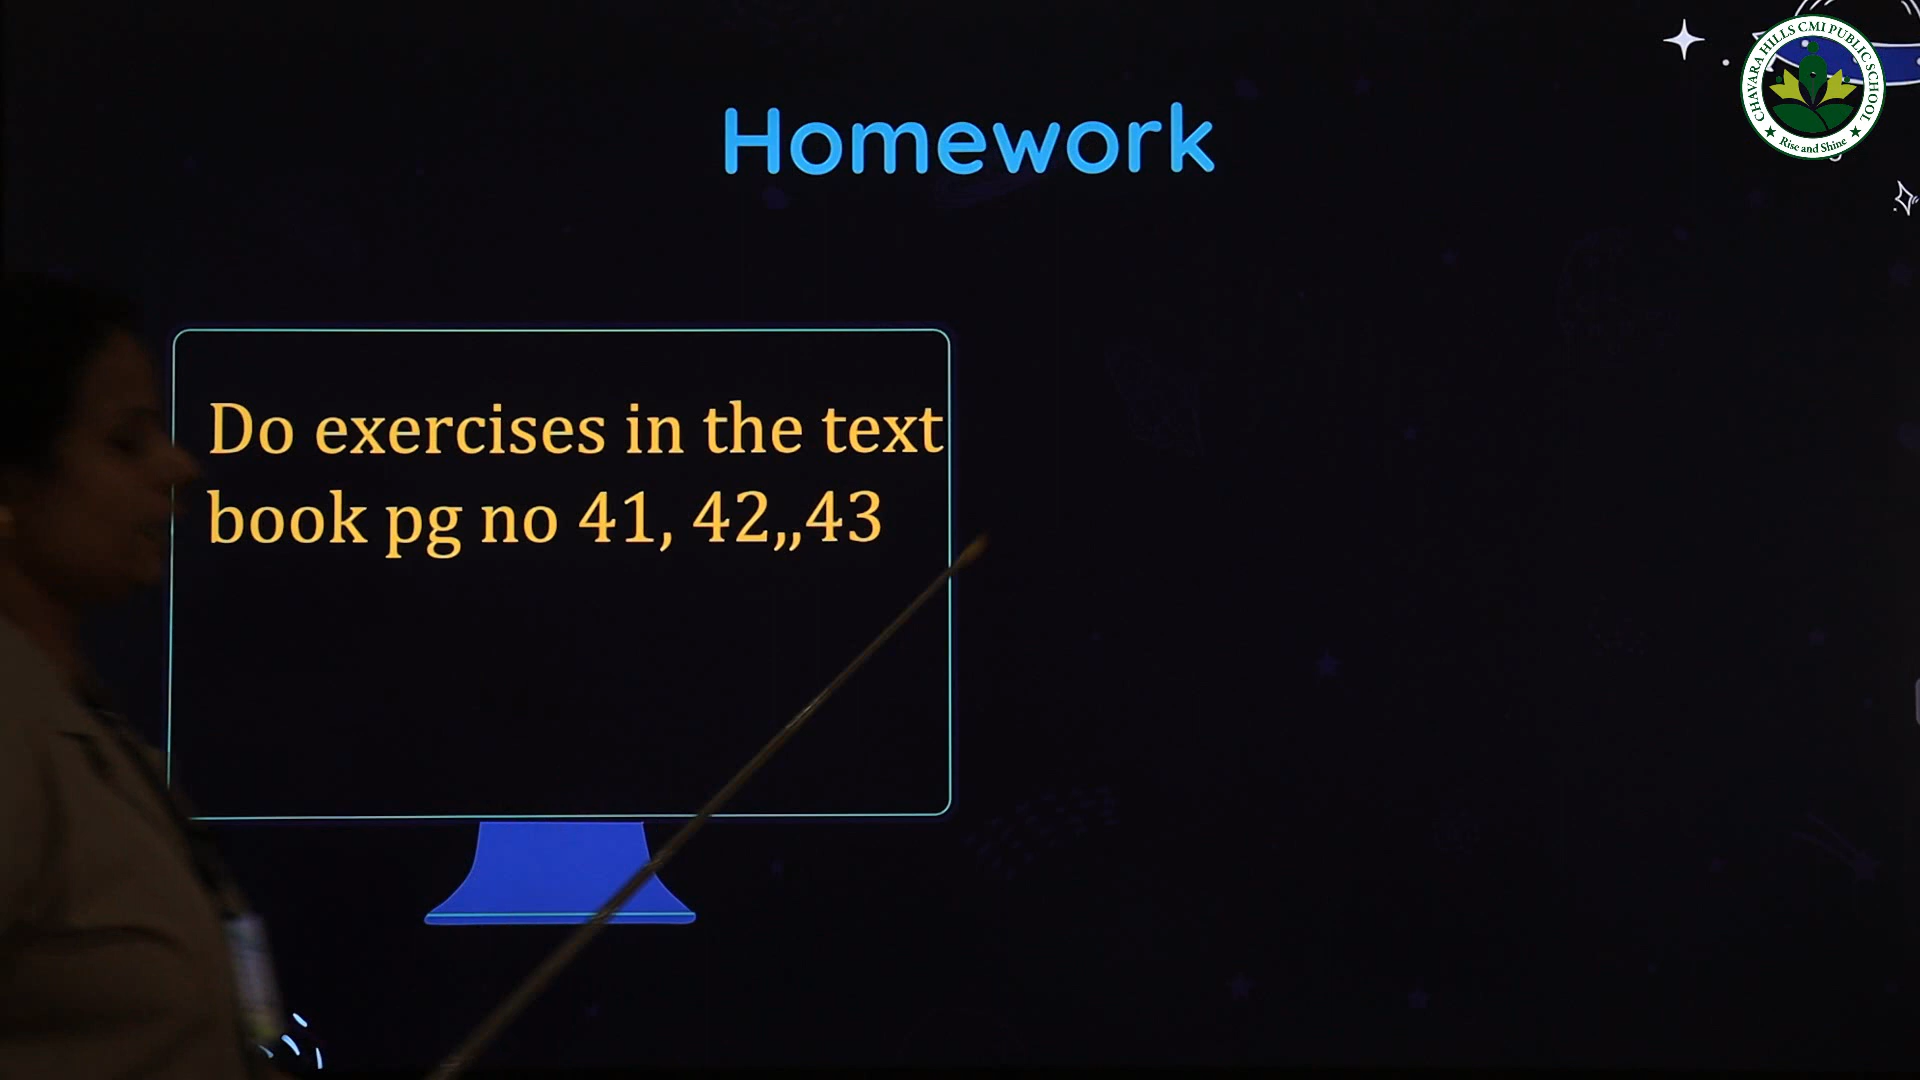 CHAVARA HILLS CMI PUBLIC SCHOOL
Rise and Shine
Homework
Do exercises in the text
book pg no 41, 42,,43